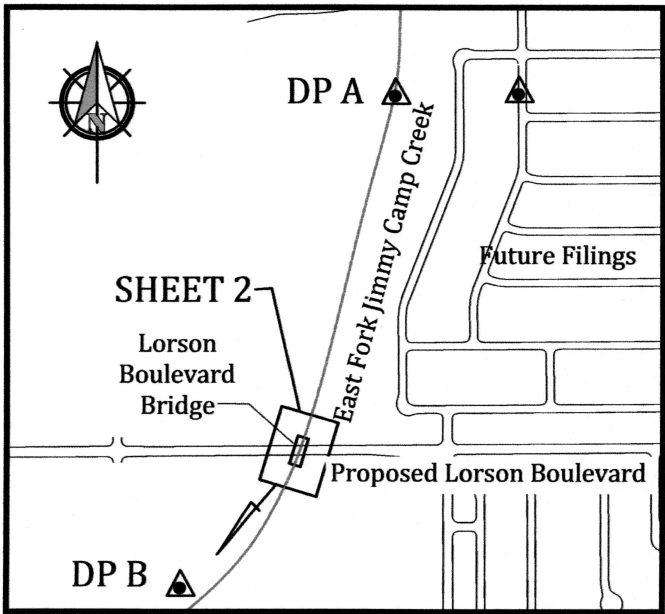 N
DP A
East Fork Jimmy Camp Creek
Future Filings
SHEET 2
Lorson
Boulevard
Bridge
Proposed Lorson Boulevard
DP B